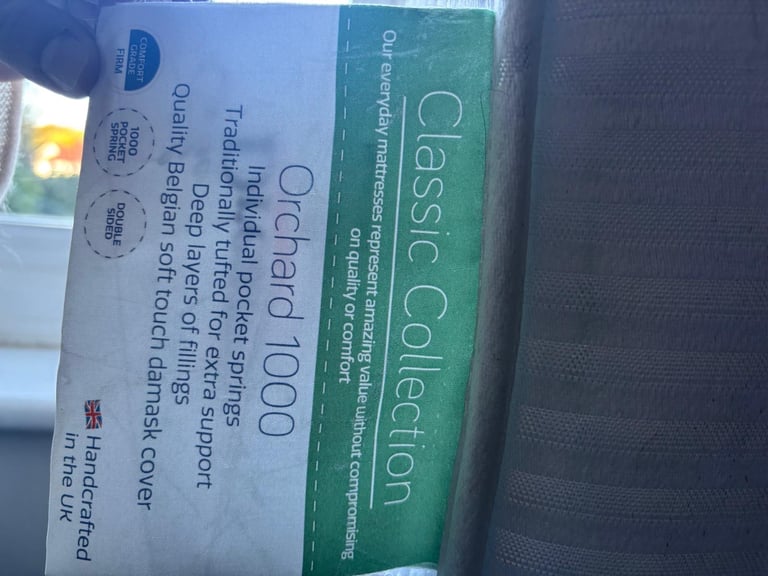 Classic Collection
Our everyday mattresses represent amazing value without compromising
on quality or comfort
Orchard 1000
Individual pocket springs
Traditionally tufted for extra support
Deep layers of fillings
Quality Belgian soft touch damask cover
COMFORT
GRADE
FIRM
1000
POCKET
SPRING
DOUBLE
SIDED
Handcrafted
in the UK